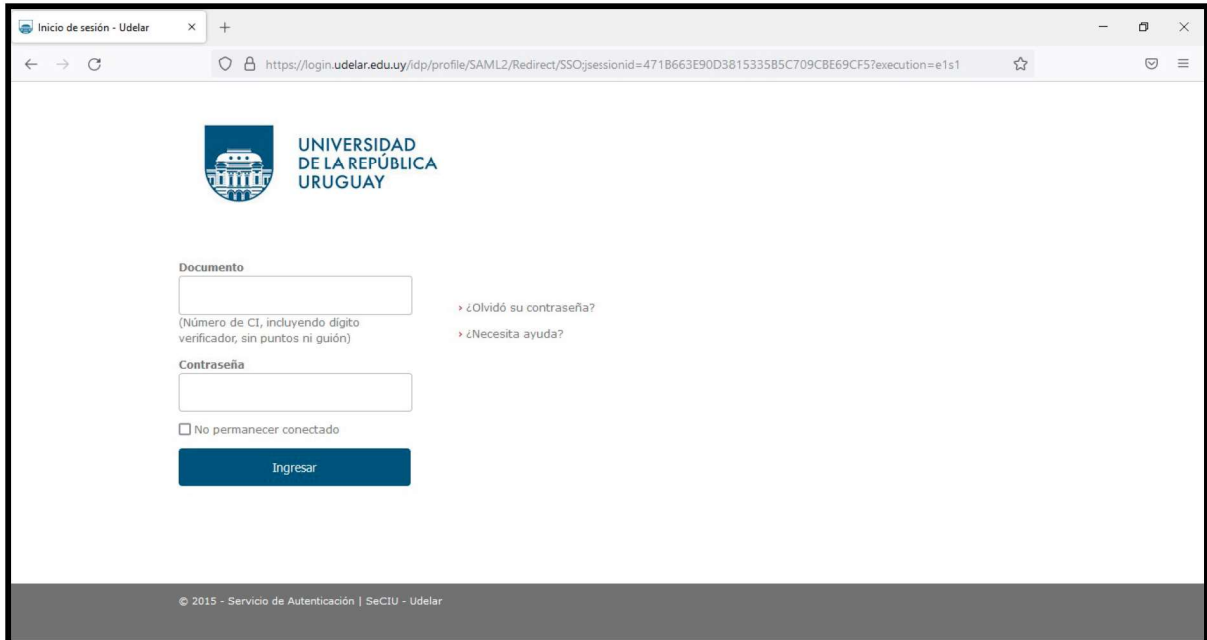 Inicio de sesión - Udelar
https://login.udelar.edu.uy/idp/profile/SAML2/Redirect/SSO;jsessionid=471B663E90D3815335B5C709CBE69CF5?execution=e1s1
UNIVERSIDAD
DE LA REPÚBLICA
URUGUAY
Documento
(Número de CI, incluyendo dígito
verificador, sin puntos ni guión)
› ¿Olvidó su contraseña?
› ¿Necesita ayuda?
Contraseña
No permanecer conectado
Ingresar
© 2015 - Servicio de Autenticación | SeCIU - Udelar